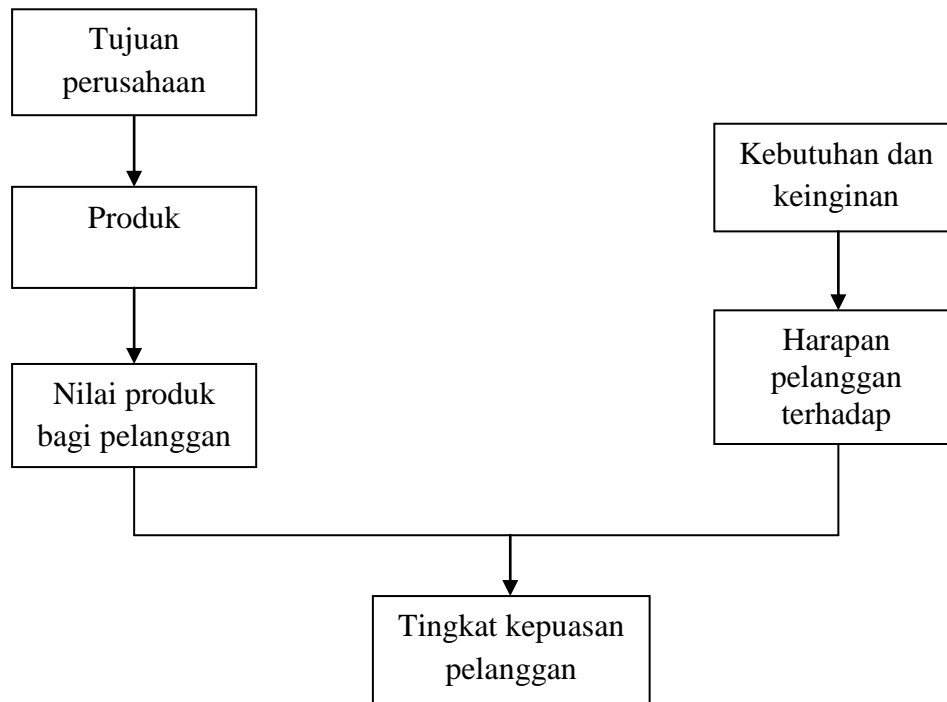 Tujuan
perusahaan
Produk
Nilai produk
bagi pelanggan
Kebutuhan dan
keinginan
Harapan
pelanggan
terhadap
Tingkat kepuasan
pelanggan